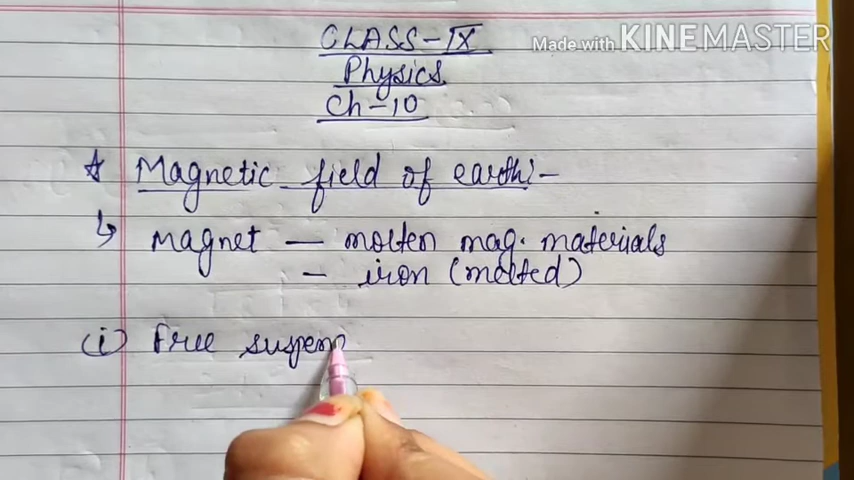 CLASS-IX
Made with KINEMASTER
Physics
Ch-10
Magnetic field of earth:-
↳ Magnet — molten mag. materials
- iron (molted)
(i) Free suspen